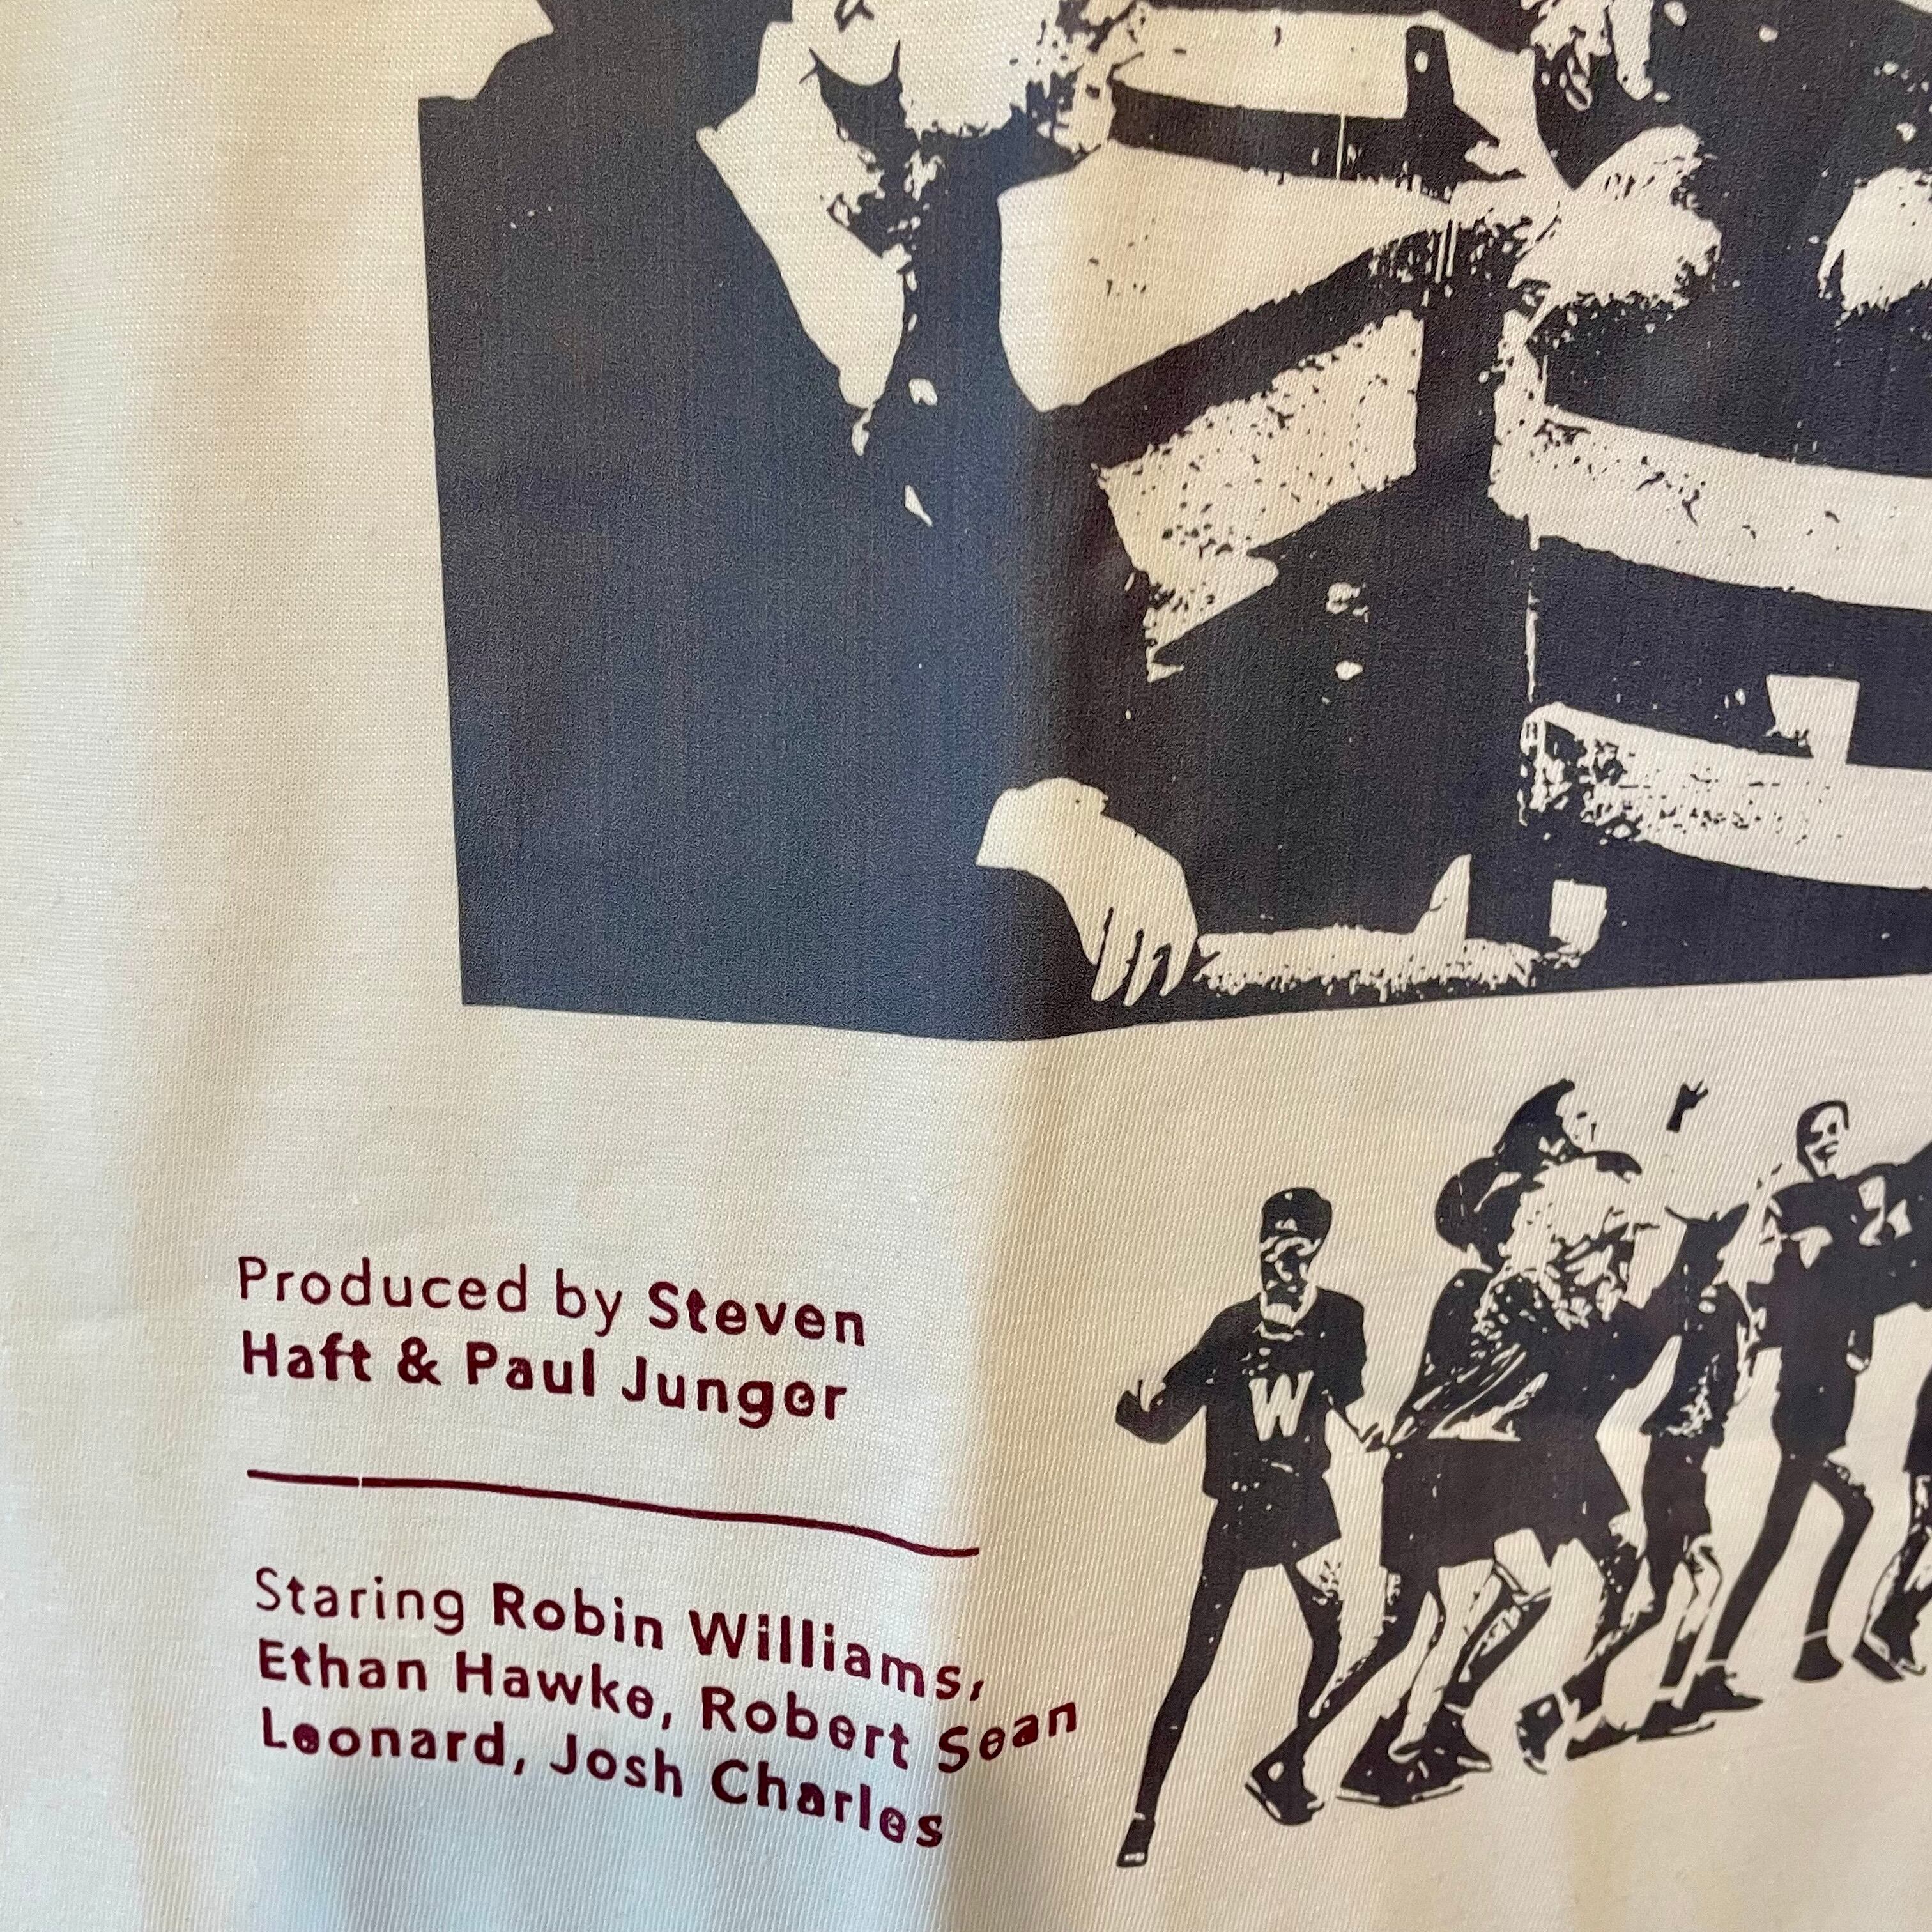 W
Produced by Steven
Haft & Paul Junger
Staring Robin Williams,
Ethan Hawke, Robert Sean
Leonard, Josh Charles